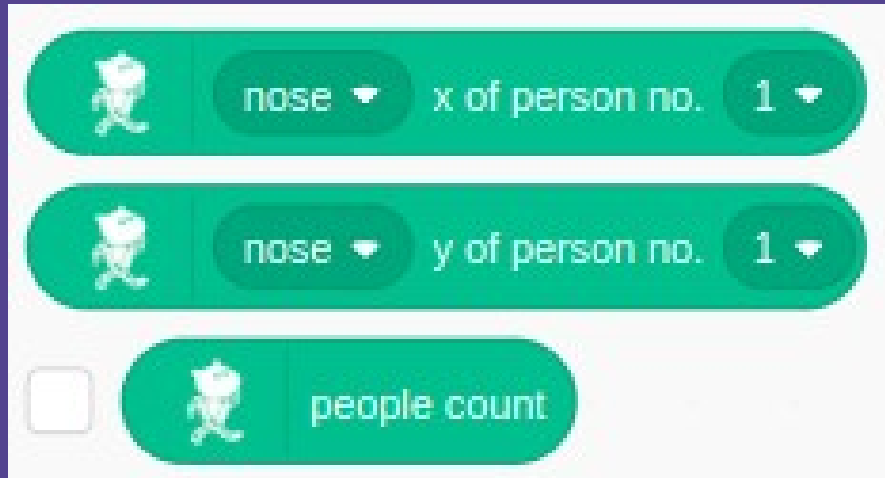 nose x of person no. 1
nose y of person no. 1
people count